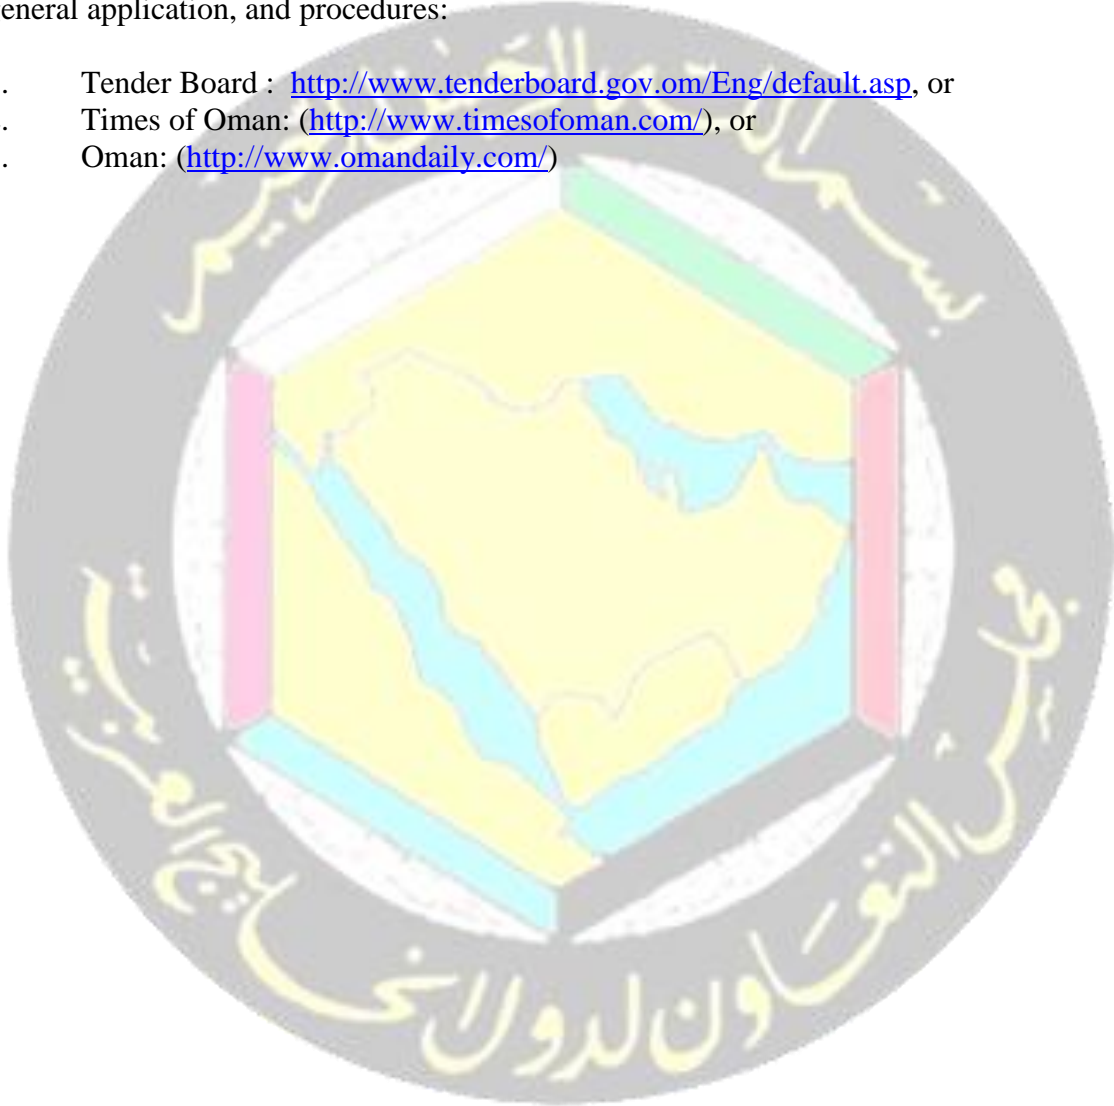 eneral application, and procedures:
. Tender Board : http://www.tenderboard.gov.om/Eng/default.asp, or
. Times of Oman: (http://www.timesofoman.com/), or
. Oman: (http://www.omandaily.com/)
بسم الله الرحمن الرحيم
مجلس التعاون لدول الخليج العربية